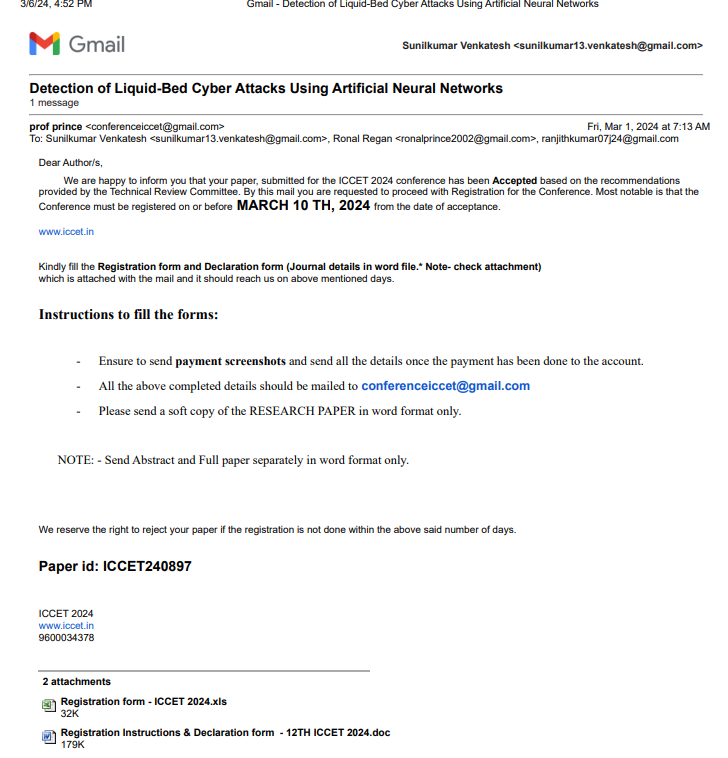 3/6/24, 4:52 PM Gmail - Detection of Liquid-Bed Cyber Attacks Using Artificial Neural Networks
Gmail Sunilkumar Venkatesh <sunilkumar13.venkatesh@gmail.com>
Detection of Liquid-Bed Cyber Attacks Using Artificial Neural Networks
1 message
prof prince <conferenceiccet@gmail.com> Fri, Mar 1, 2024 at 7:13 AM
To: Sunilkumar Venkatesh <sunilkumar13.venkatesh@gmail.com>, Ronal Regan <ronalprince2002@gmail.com>, ranjithkumar07j24@gmail.com
Dear Author/s,
We are happy to inform you that your paper, submitted for the ICCET 2024 conference has been Accepted based on the recommendations
provided by the Technical Review Committee. By this mail you are requested to proceed with Registration for the Conference. Most notable is that the
Conference must be registered on or before MARCH 10 TH, 2024 from the date of acceptance.
www.iccet.in
Kindly fill the Registration form and Declaration form (Journal details in word file.* Note- check attachment)
which is attached with the mail and it should reach us on above mentioned days.
Instructions to fill the forms:
- Ensure to send payment screenshots and send all the details once the payment has been done to the account.
- All the above completed details should be mailed to conferenceiccet@gmail.com
- Please send a soft copy of the RESEARCH PAPER in word format only.
NOTE: - Send Abstract and Full paper separately in word format only.
We reserve the right to reject your paper if the registration is not done within the above said number of days.
Paper id: ICCET240897
ICCET 2024
www.iccet.in
9600034378
2 attachments
Registration form - ICCET 2024.xls
32K
Registration Instructions & Declaration form - 12TH ICCET 2024.doc
179K